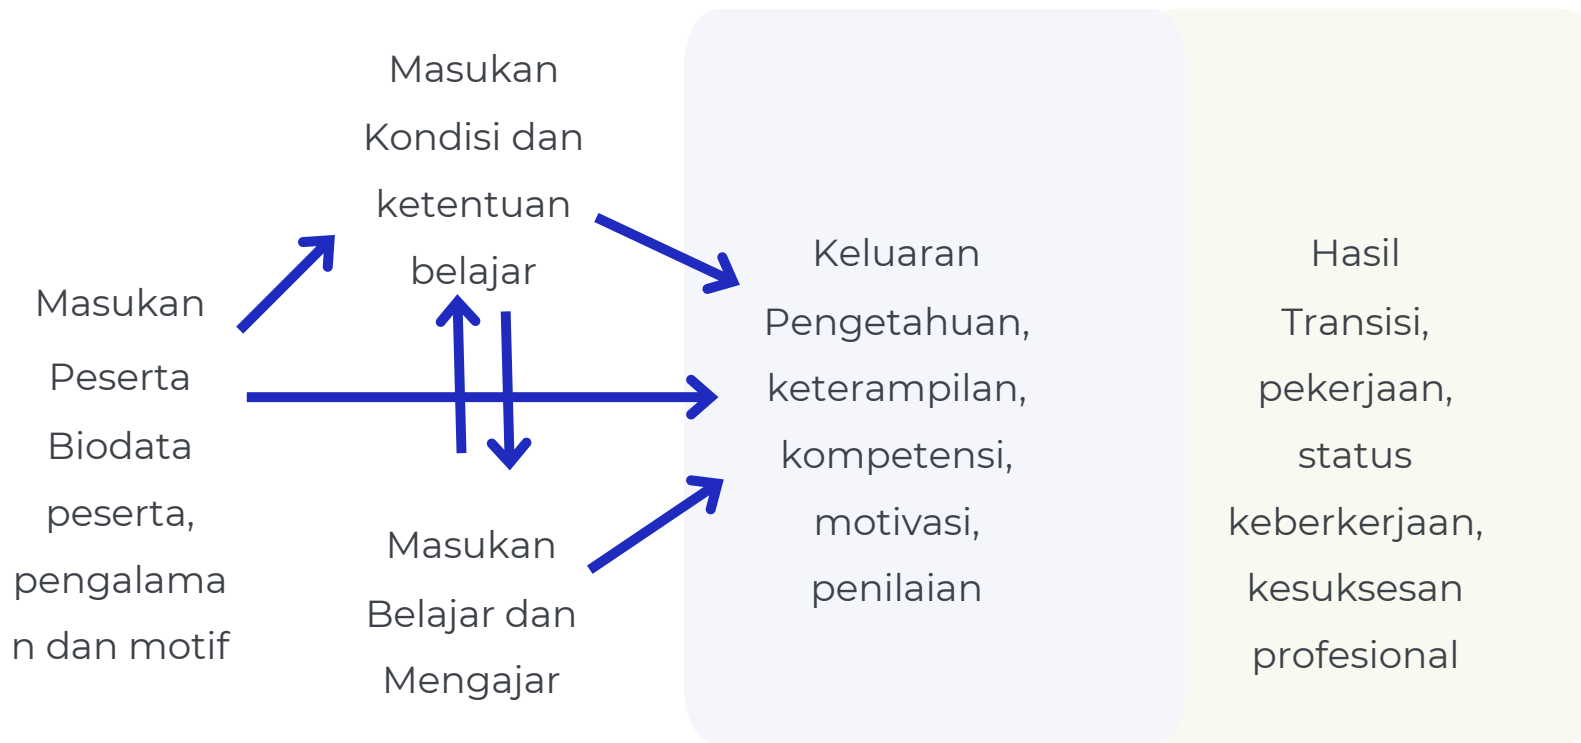 Masukan
Peserta
Biodata
peserta,
pengalama
n dan motif
Masukan
Kondisi dan
ketentuan
belajar
Masukan
Belajar dan
Mengajar
Keluaran
Pengetahuan,
keterampilan,
kompetensi,
motivasi,
penilaian
Hasil
Transisi,
pekerjaan,
status
keberkerjaan,
kesuksesan
profesional